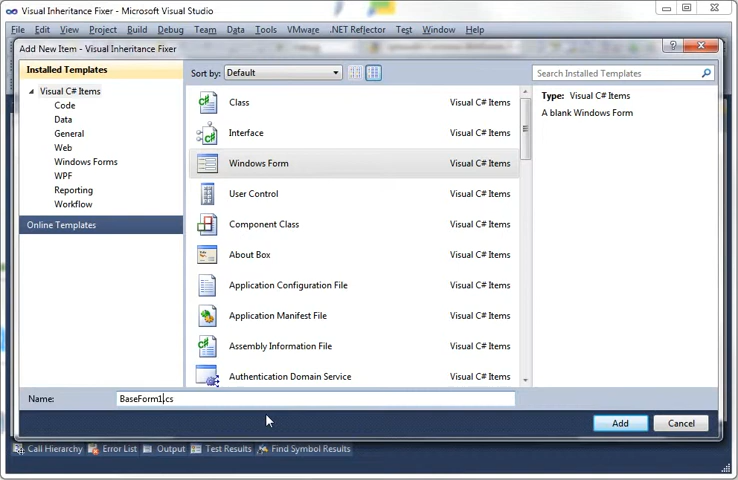 Visual Inheritance Fixer - Microsoft Visual Studio
File Edit View Project Build Debug Team Data Tools VMware .NET Reflector Test Window Help
Add New Item - Visual Inheritance Fixer
Installed Templates
Sort by: Default
Search Installed Templates
Visual C# Items
Code
Data
General
Web
Windows Forms
WPF
Reporting
Workflow
Online Templates
Class Visual C# Items
Interface Visual C# Items
Windows Form Visual C# Items
User Control Visual C# Items
Component Class Visual C# Items
About Box Visual C# Items
Application Configuration File Visual C# Items
Application Manifest File Visual C# Items
Assembly Information File Visual C# Items
Authentication Domain Service Visual C# Items
Type: Visual C# Items
A blank Windows Form
Name: BaseForm1.cs
Add Cancel
Call Hierarchy Error List Output Test Results Find Symbol Results